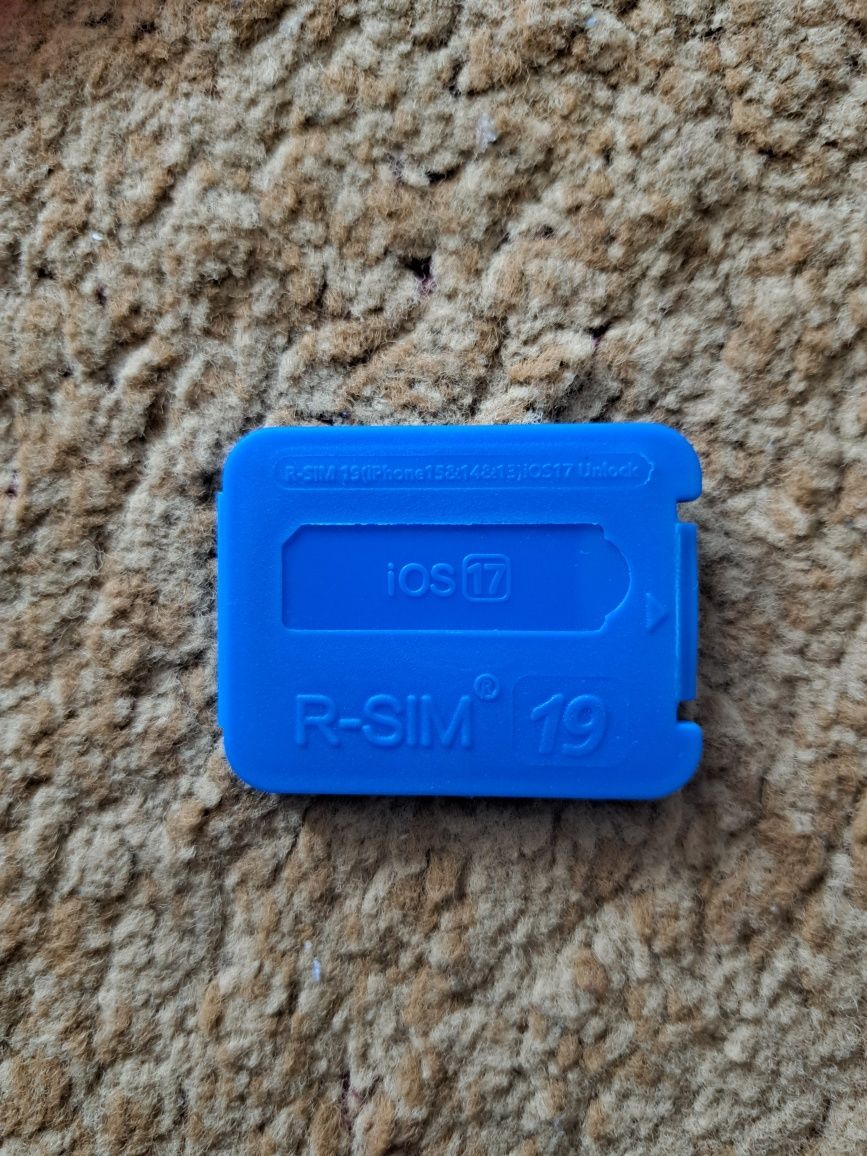 R-SIM 19(iPhone15&14&13)iOS17 Unlock
iOS 17
R-SIM® 19